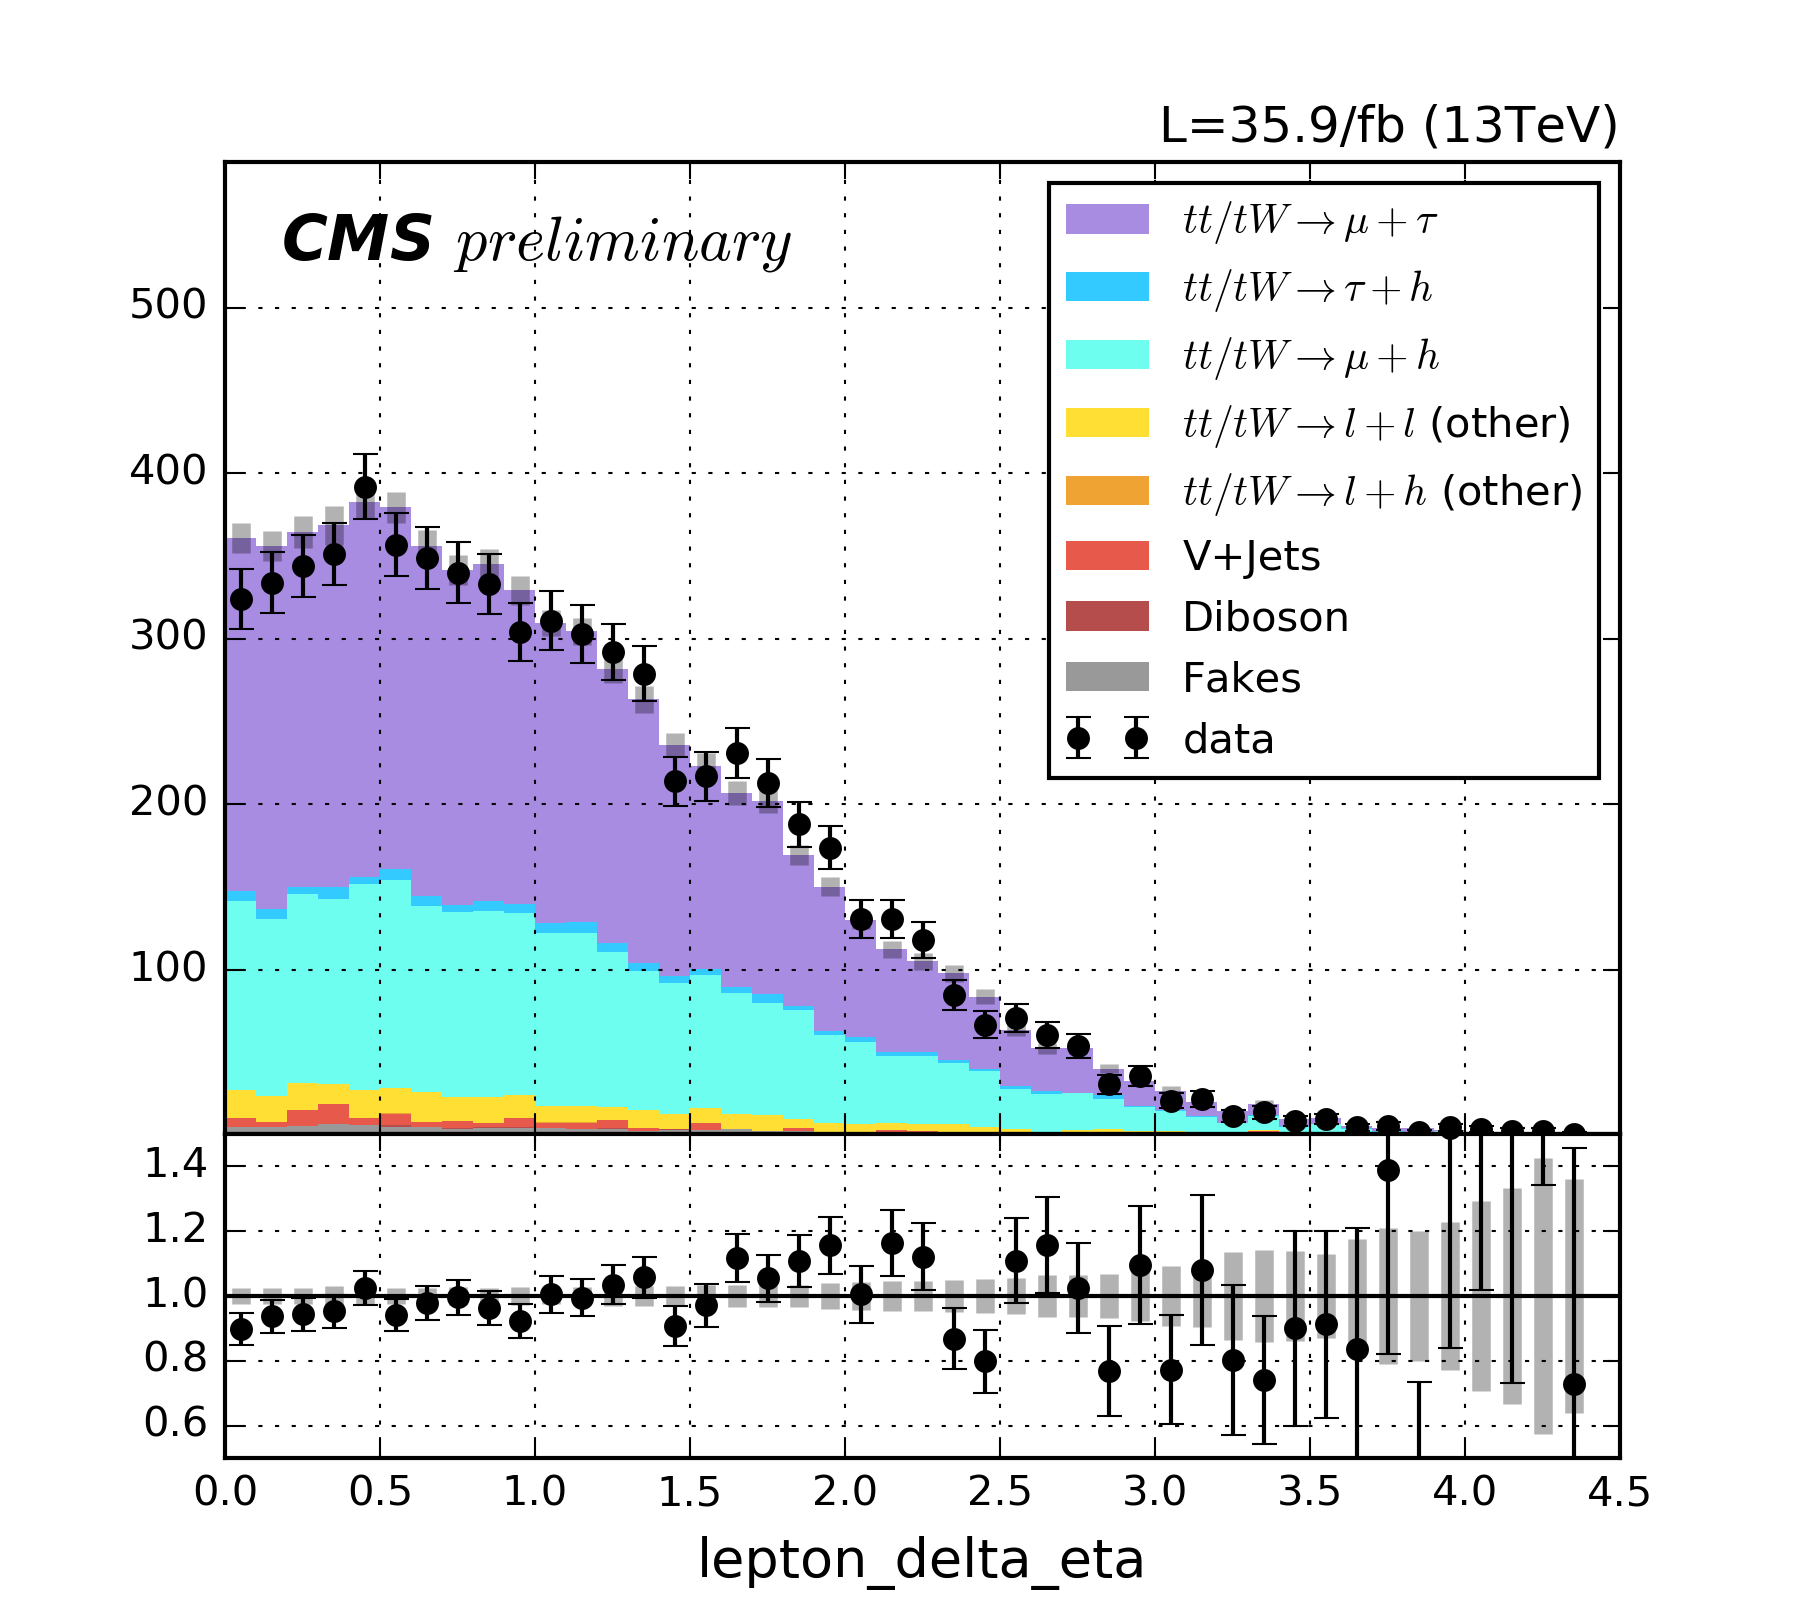 L=35.9/fb (13TeV)
CMS preliminary
tt/tW→μ+τ
tt/tW→τ+h
tt/tW→μ+h
tt/tW→l+l (other)
tt/tW→l+h (other)
V+Jets
Diboson
Fakes
data
500
400
300
200
100
1.4
1.2
1.0
0.8
0.6
0.0 0.5 1.0 1.5 2.0 2.5 3.0 3.5 4.0 4.5
lepton_delta_eta